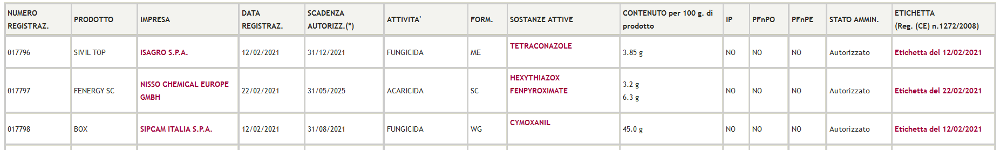 NUMERO REGISTRAZ. PRODOTTO IMPRESA DATA REGISTRAZ. SCADENZA AUTORIZZ.(*) ATTIVITA' FORM. SOSTANZE ATTIVE CONTENUTO per 100 g. di prodotto IP PFnPO PFnPE STATO AMMIN. ETICHETTA (Reg. (CE) n.1272/2008)
017796 SIVIL TOP ISAGRO S.P.A. 12/02/2021 31/12/2021 FUNGICIDA ME TETRACONAZOLE 3.85 g NO NO NO Autorizzato Etichetta del 12/02/2021
017797 FENERGY SC NISSO CHEMICAL EUROPE GMBH 22/02/2021 31/05/2025 ACARICIDA SC HEXYTHIAZOX FENPYROXIMATE 3.2 g 6.3 g NO NO NO Autorizzato Etichetta del 22/02/2021
017798 BOX SIPCAM ITALIA S.P.A. 12/02/2021 31/08/2021 FUNGICIDA WG CYMOXANIL 45.0 g NO NO NO Autorizzato Etichetta del 12/02/2021